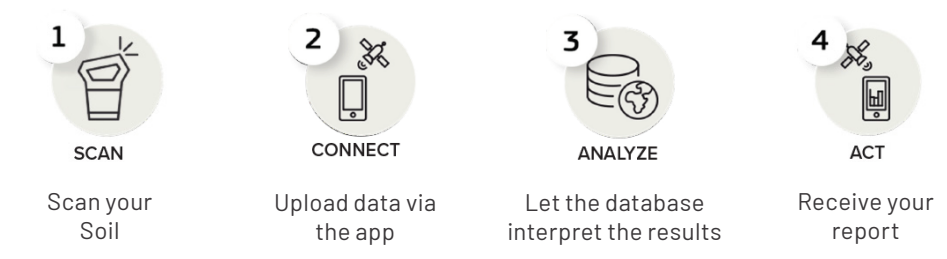 1
SCAN
Scan your
Soil
2
CONNECT
Upload data via
the app
3
ANALYZE
Let the database
interpret the results
4
ACT
Receive your
report